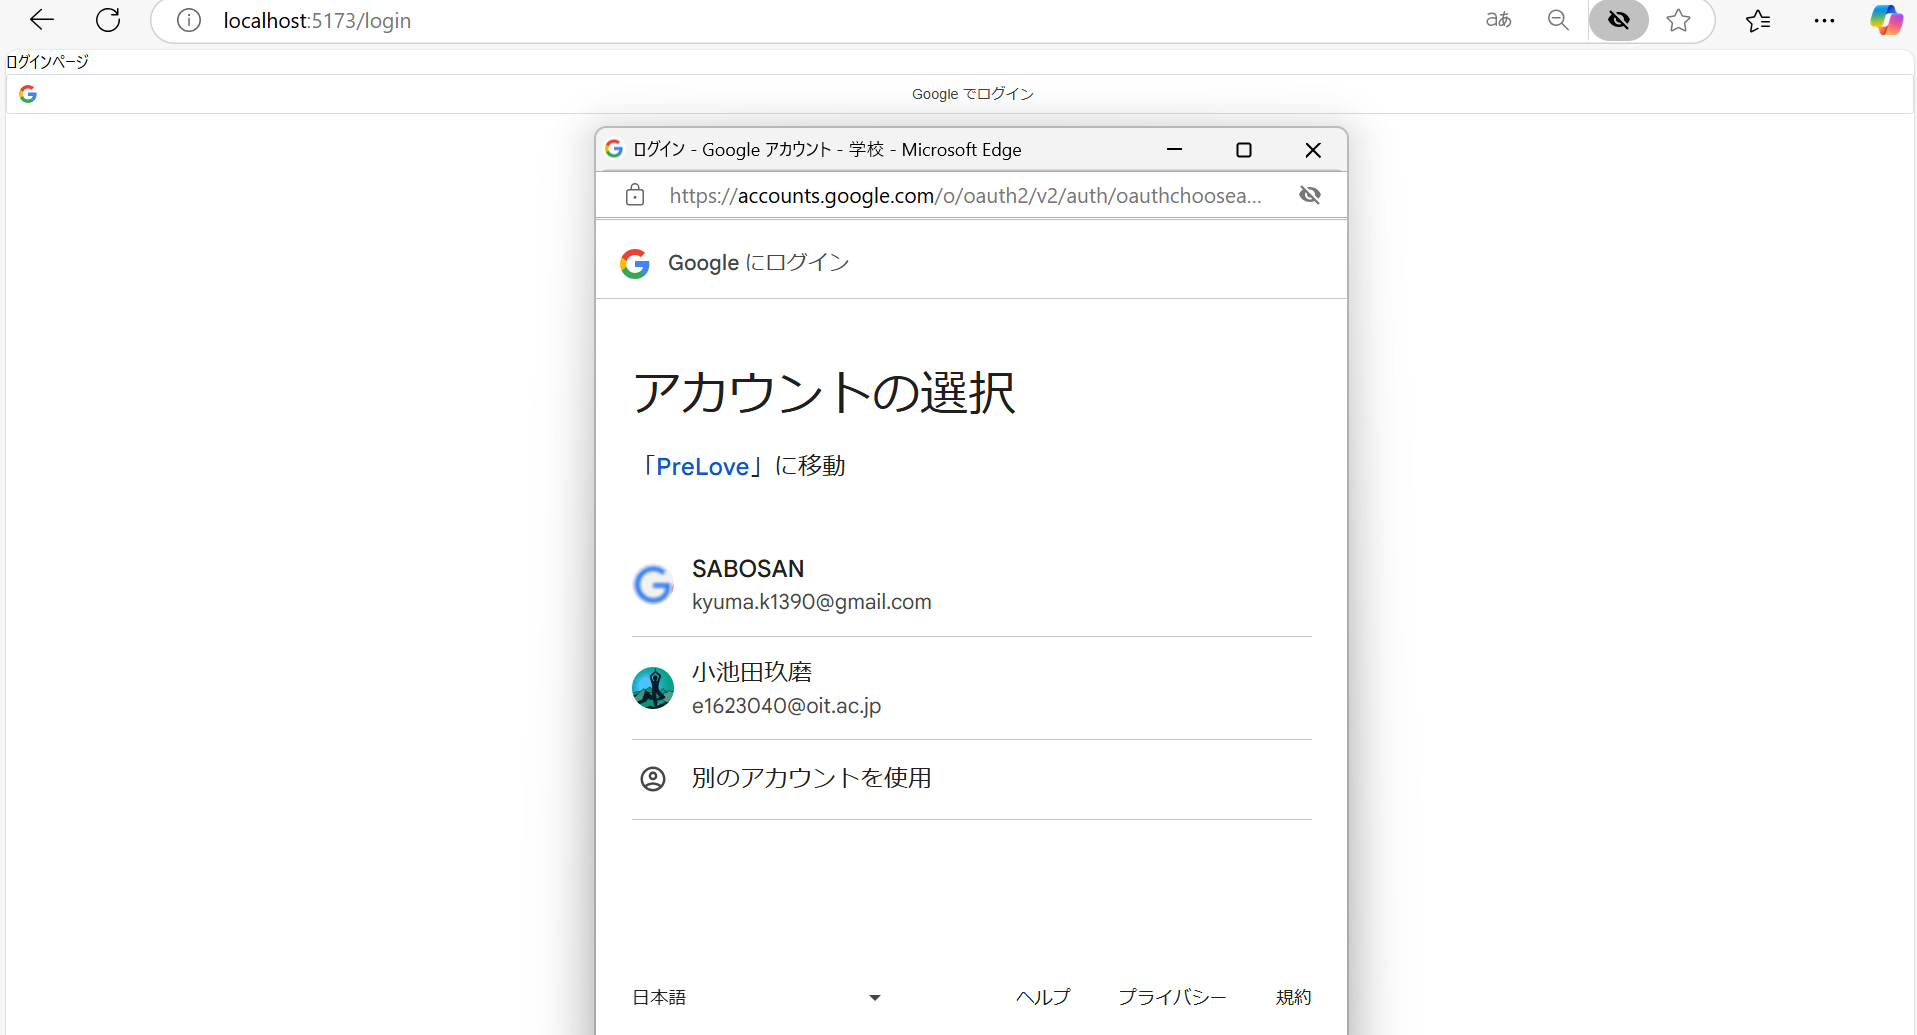 localhost:5173/login
aあ
ログインページ
Google でログイン
ログイン - Google アカウント - 学校 - Microsoft Edge
https://accounts.google.com/o/oauth2/v2/auth/oauthchoosea...
Google にログイン
アカウントの選択
「PreLove」に移動
SABOSAN
kyuma.k1390@gmail.com
小池田玖磨
e1623040@oit.ac.jp
別のアカウントを使用
日本語
ヘルプ
プライバシー
規約